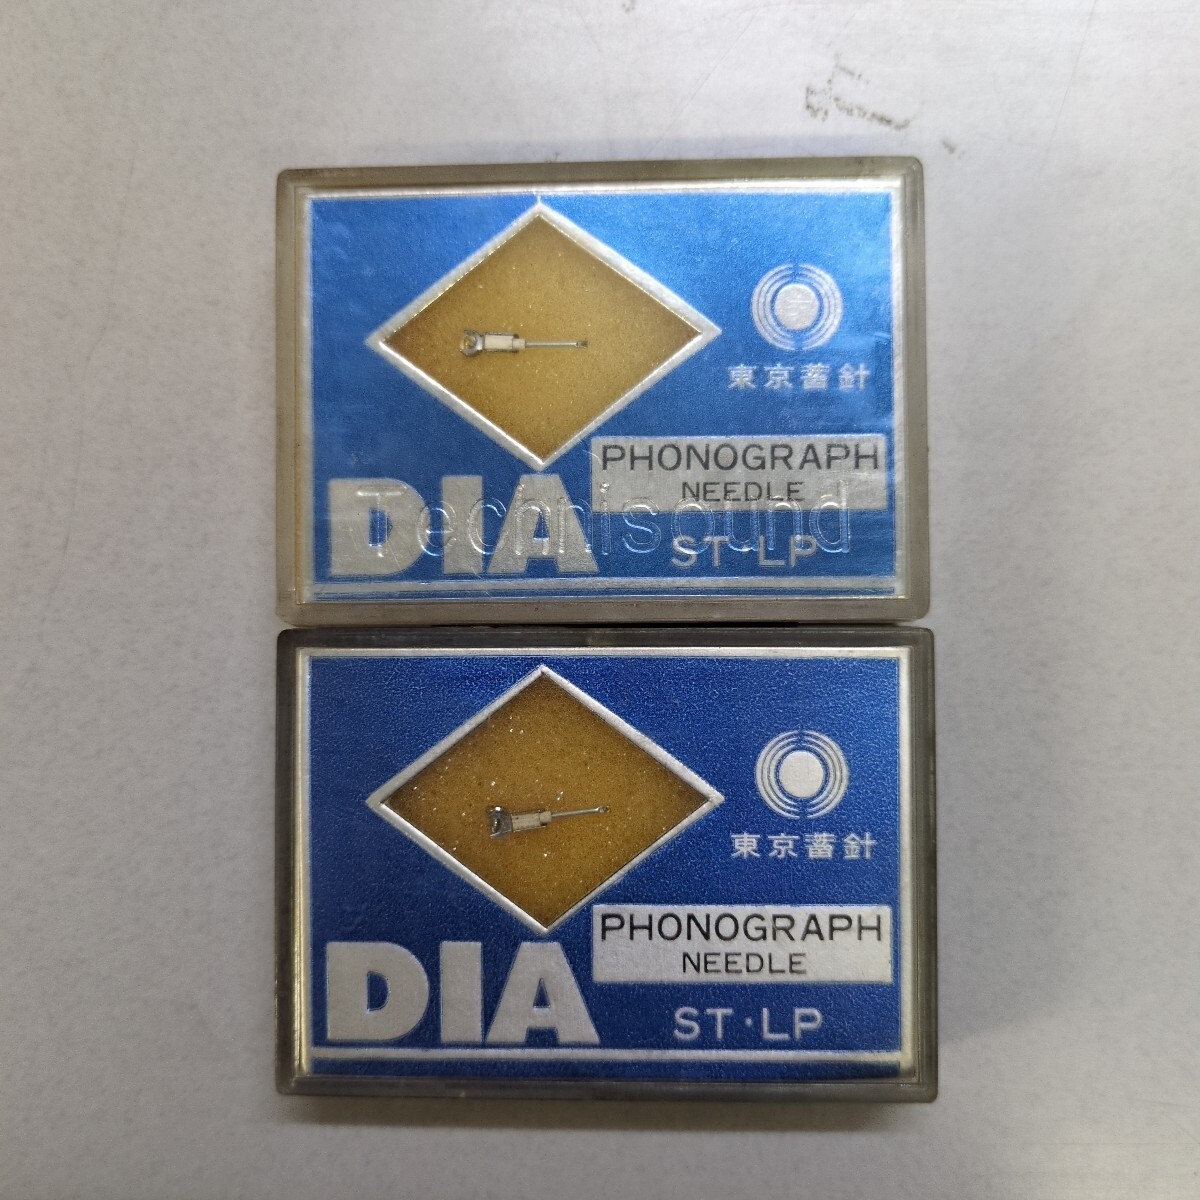 東京蓄針
PHONOGRAPH
NEEDLE
DIA
Technisound
ST·LP
東京蓄針
PHONOGRAPH
NEEDLE
DIA
ST·LP